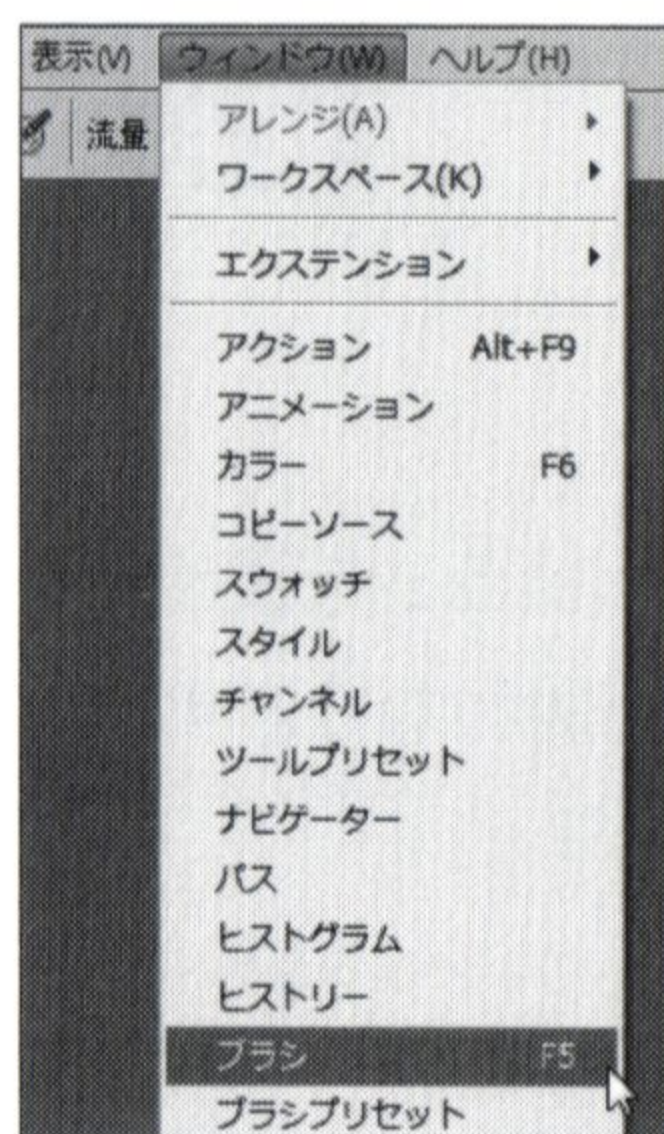 表示(V) ウィンドウ(W) ヘルプ(H)
流量
アレンジ(A)
ワークスペース(K)
エクステンション
アクション Alt+F9
アニメーション
カラー F6
コピーソース
スウォッチ
スタイル
チャンネル
ツールプリセット
ナビゲーター
パス
ヒストグラム
ヒストリー
ブラシ F5
ブラシプリセット